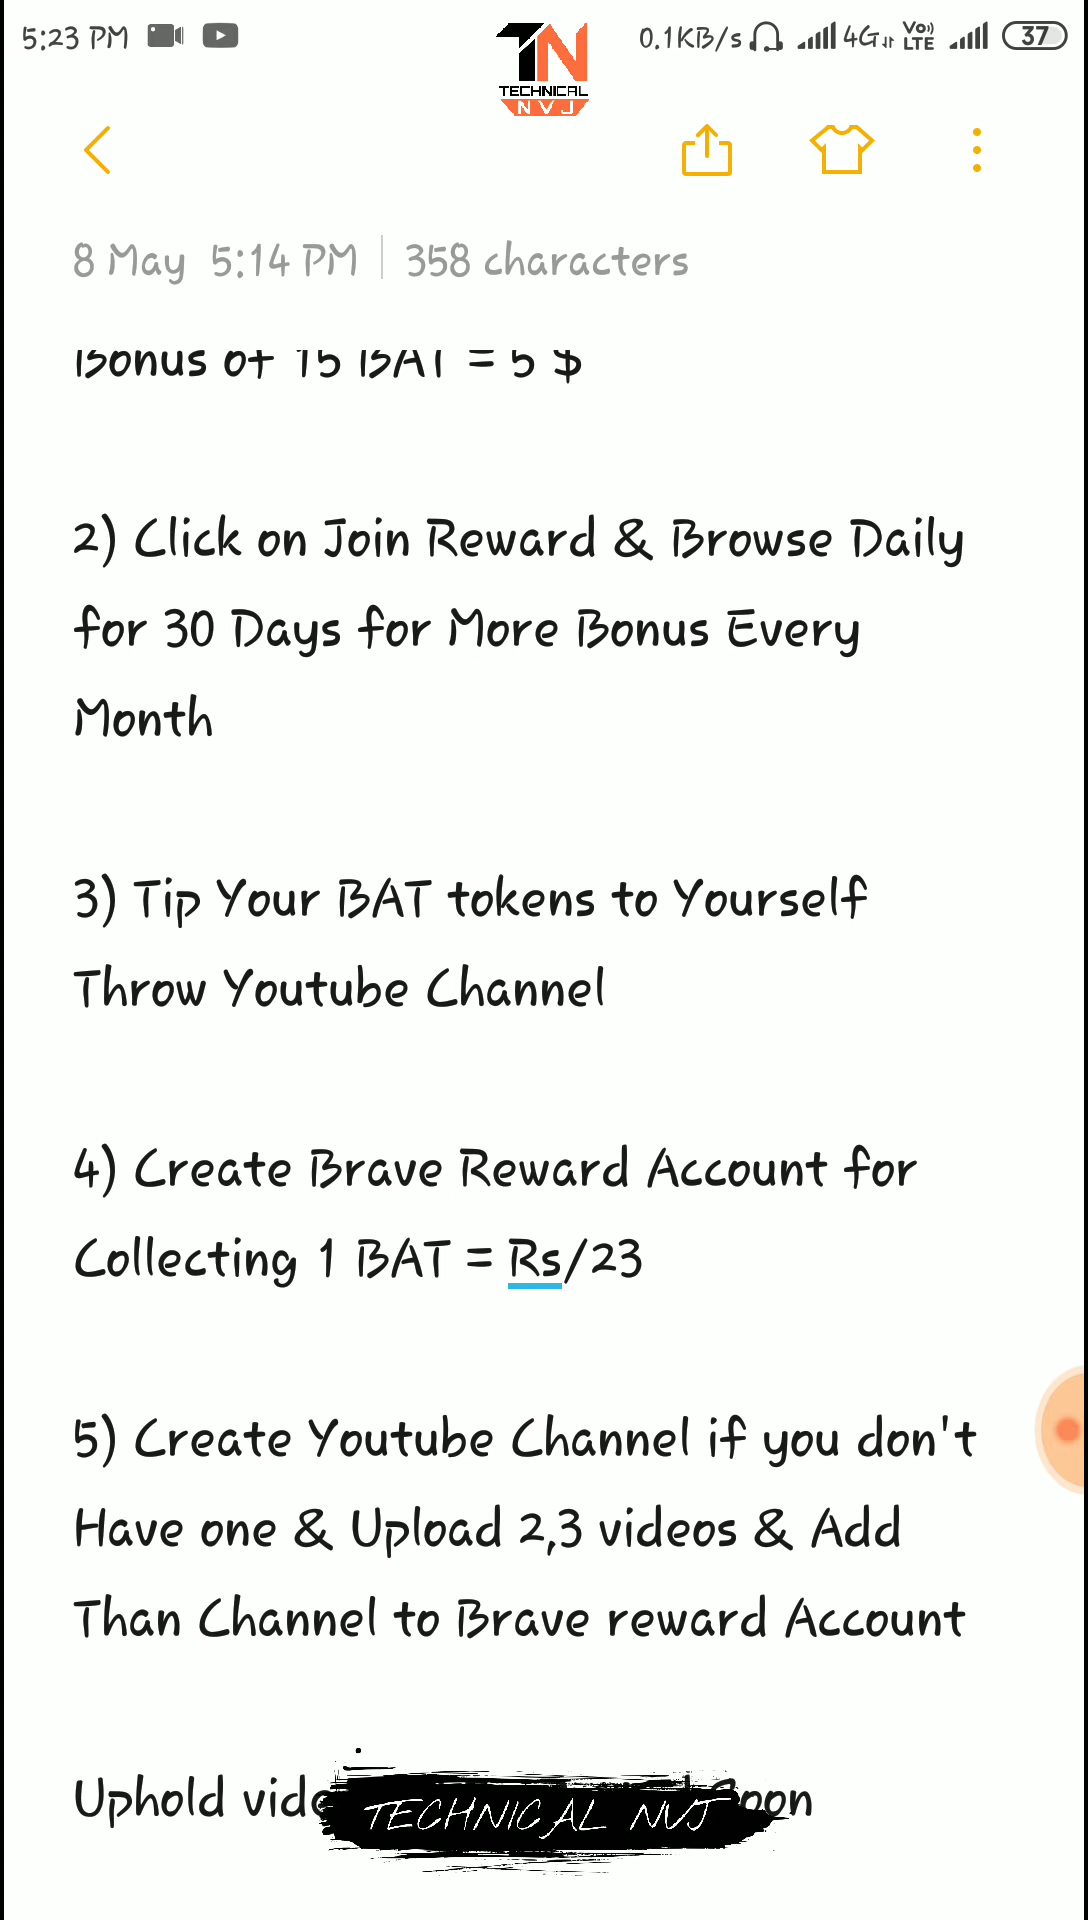 5:23 PM
0.1KB/s 4G VoLTE 37
TN
TECHNICAL
NVJ
8 May 5:14 PM 358 characters
Bonus of 15 BAT = 5 $
2) Click on Join Reward & Browse Daily
for 30 Days for More Bonus Every
Month
3) Tip Your BAT tokens to Yourself
Throw Youtube Channel
4) Create Brave Reward Account for
Collecting 1 BAT = Rs/23
5) Create Youtube Channel if you don't
Have one & Upload 2,3 videos & Add
Than Channel to Brave reward Account
Uphold Soon
TECHNICAL NVJ